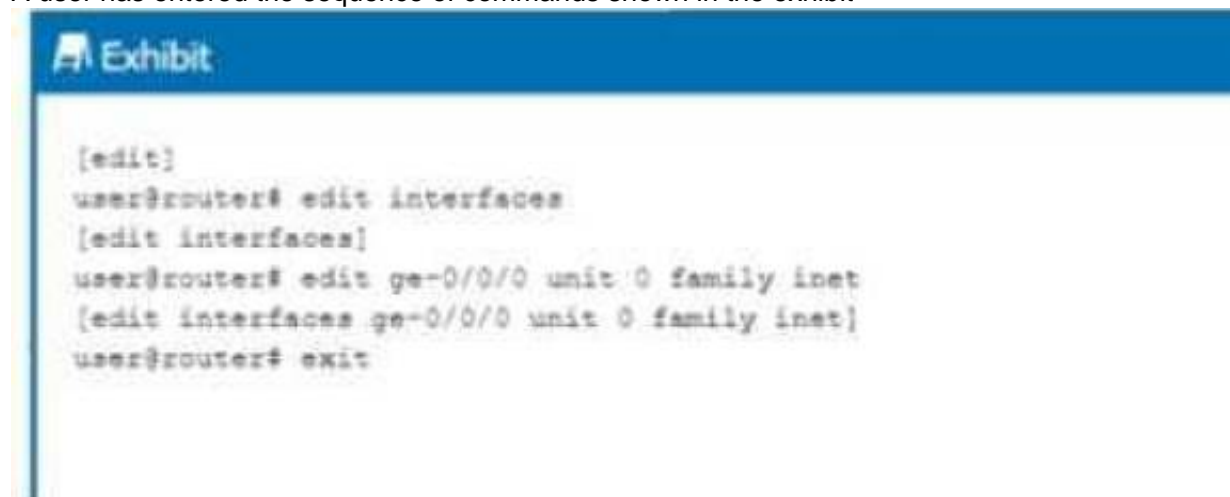 A user has entered the sequence of commands shown in the exhibit
Exhibit
[edit]
user@router# edit interfaces
[edit interfaces]
user@router# edit ge-0/0/0 unit 0 family inet
[edit interfaces ge-0/0/0 unit 0 family inet]
user@router# exit